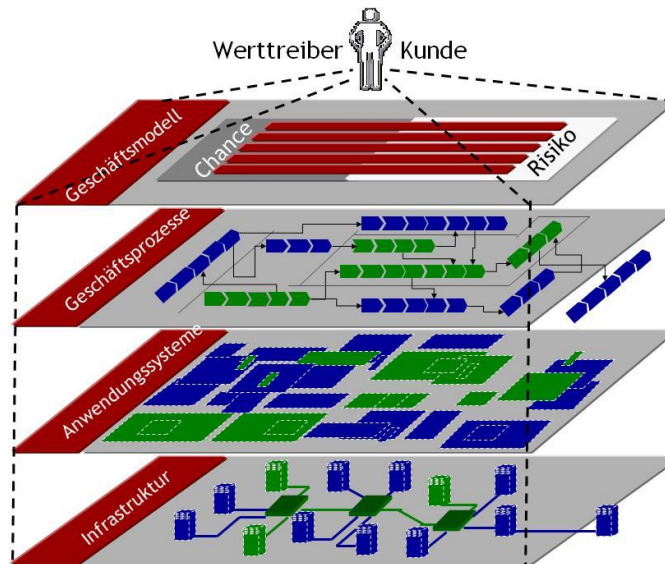 Werttreiber Kunde
Geschäftsmodell
Chance
Risiko
Geschäftsprozesse
Anwendungssysteme
Infrastruktur